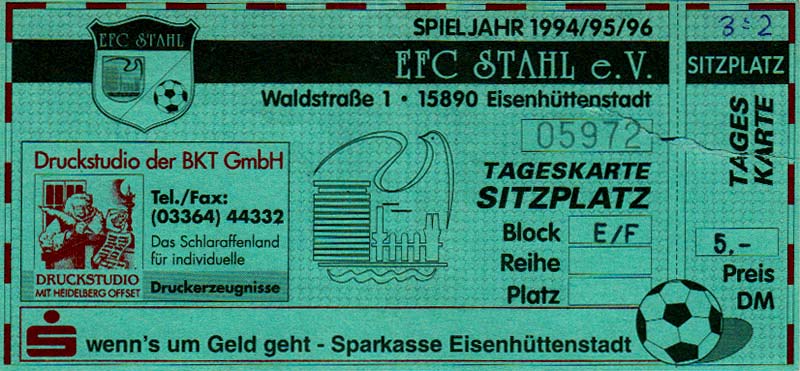 SPIELJAHR 1994/95/96
EFC STAHL
EFC STAHL e.V.
Waldstraße 1 • 15890 Eisenhüttenstadt
05972
Druckstudio der BKT GmbH
Tel./Fax:
(03364) 44332
Das Schlaraffenland
für individuelle
Druckerzeugnisse
DRUCKSTUDIO
MIT HEIDELBERG OFFSET
TAGESKARTE
SITZPLATZ
Block E/F
Reihe
Platz
wenn's um Geld geht - Sparkasse Eisenhüttenstadt
3:2
SITZPLATZ
TAGES
KARTE
5,-
Preis
DM